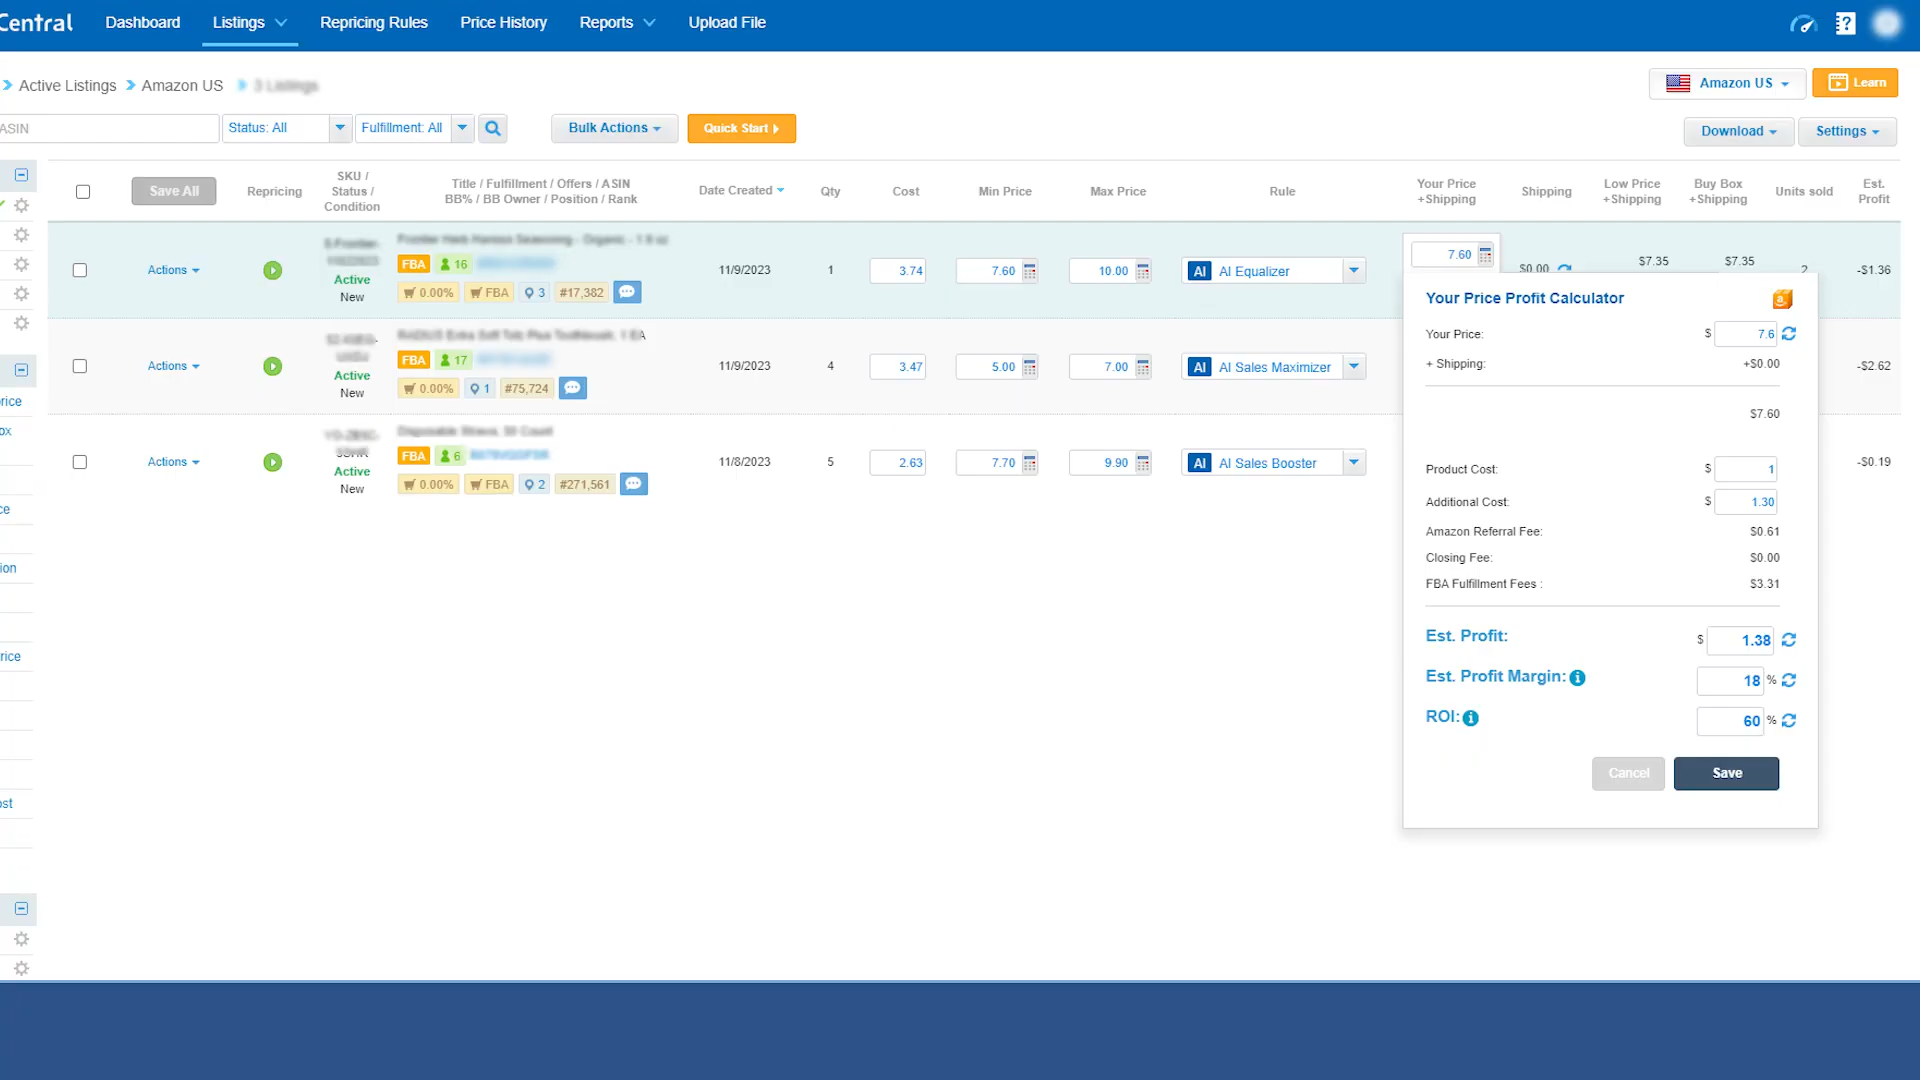 Central Dashboard Listings Repricing Rules Price History Reports Upload File
Active Listings Amazon US
Amazon US Learn
ASIN Status: All Fulfillment: All Bulk Actions Quick Start
Download Settings
Save All Repricing SKU / Status / Condition Title / Fulfillment / Offers / ASIN BB% / BB Owner / Position / Rank Date Created Qty Cost Min Price Max Price Rule Your Price +Shipping Shipping Low Price +Shipping Buy Box +Shipping Units sold Est. Profit
Actions Active New FBA 16 0.00% FBA 3 #17,382 11/9/2023 1 3.74 7.60 10.00 AI AI Equalizer 7.60 $0.00 $7.35 $7.35 2 -$1.36
Actions Active New FBA 17 0.00% 1 #75,724 11/9/2023 4 3.47 5.00 7.00 AI AI Sales Maximizer -$2.62
Actions Active New FBA 6 0.00% FBA 2 #271,561 11/8/2023 5 2.63 7.70 9.90 AI AI Sales Booster -$0.19
rice
ox
ce
ion
rice
ost
Your Price Profit Calculator
Your Price: $ 7.6
+ Shipping: +$0.00
$7.60
Product Cost: $ 1
Additional Cost: $ 1.30
Amazon Referral Fee: $0.61
Closing Fee: $0.00
FBA Fulfillment Fees : $3.31
Est. Profit: $ 1.38
Est. Profit Margin: 18 %
ROI: 60 %
Cancel Save